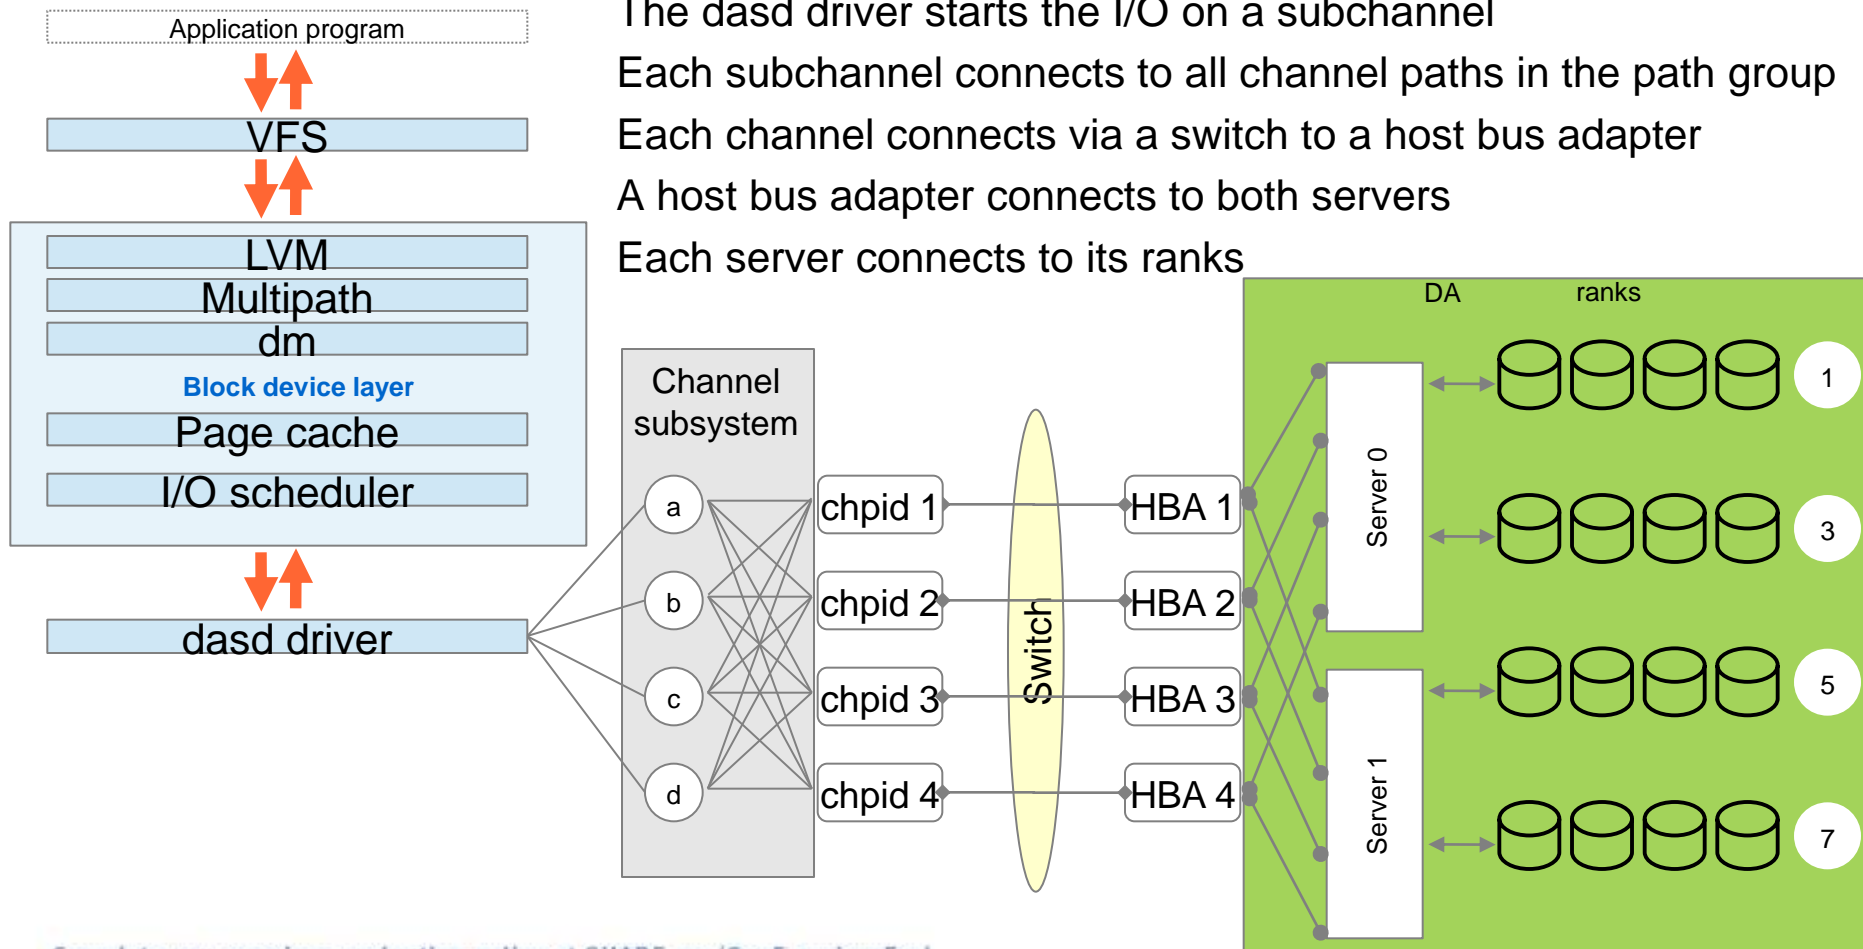 The dasd driver starts the I/O on a subchannel
Each subchannel connects to all channel paths in the path group
Each channel connects via a switch to a host bus adapter
A host bus adapter connects to both servers
Each server connects to its ranks
Application program
VFS
LVM
Multipath
dm
Block device layer
Page cache
I/O scheduler
dasd driver
Channel
subsystem
a
b
c
d
chpid 1
chpid 2
chpid 3
chpid 4
Switch
HBA 1
HBA 2
HBA 3
HBA 4
DA
ranks
Server 0
Server 1
1
3
5
7